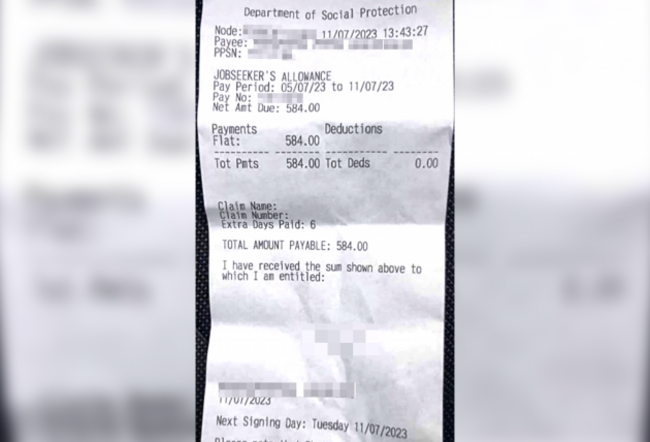 Department of Social Protection
Node: 11/07/2023 13:43:27
Payee:
PPSN:
JOBSEEKER'S ALLOWANCE
Pay Period: 05/07/23 to 11/07/23
Pay No:
Net Amt Due: 584.00
Payments Deductions
Flat: 584.00
Tot Pmts 584.00 Tot Deds 0.00
Claim Name:
Claim Number:
Extra Days Paid: 6
TOTAL AMOUNT PAYABLE: 584.00
I have received the sum shown above to
which I am entitled:
11/07/2023
Next Signing Day: Tuesday 11/07/2023